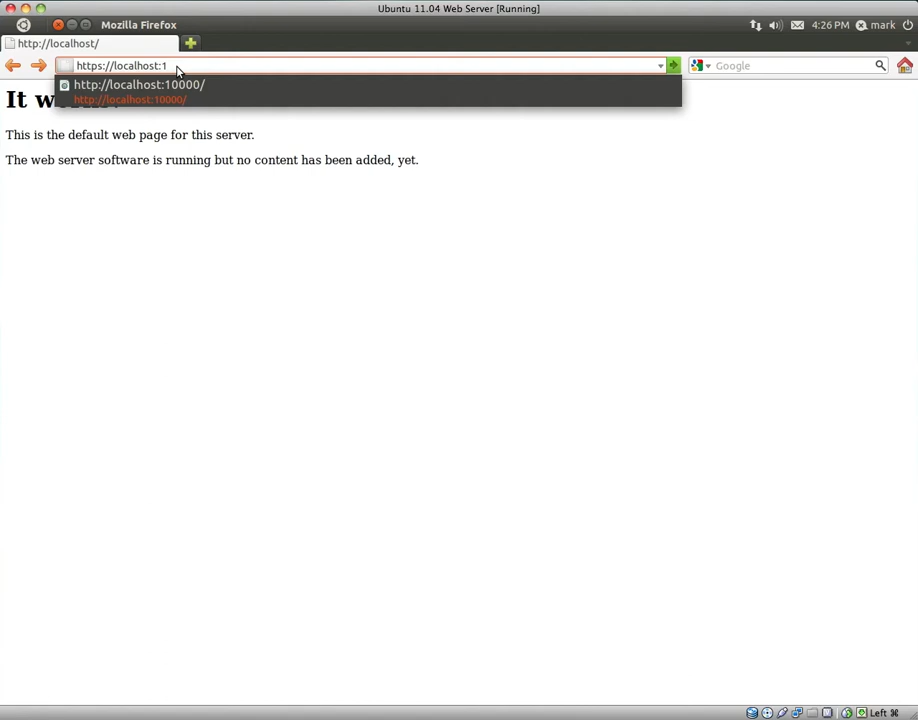 Ubuntu 11.04 Web Server [Running]
Mozilla Firefox
4:26 PM
mark
http://localhost/
https://localhost:1
Google
http://localhost:10000/
http://localhost:10000/
This is the default web page for this server.
The web server software is running but no content has been added, yet.
Left ⌘